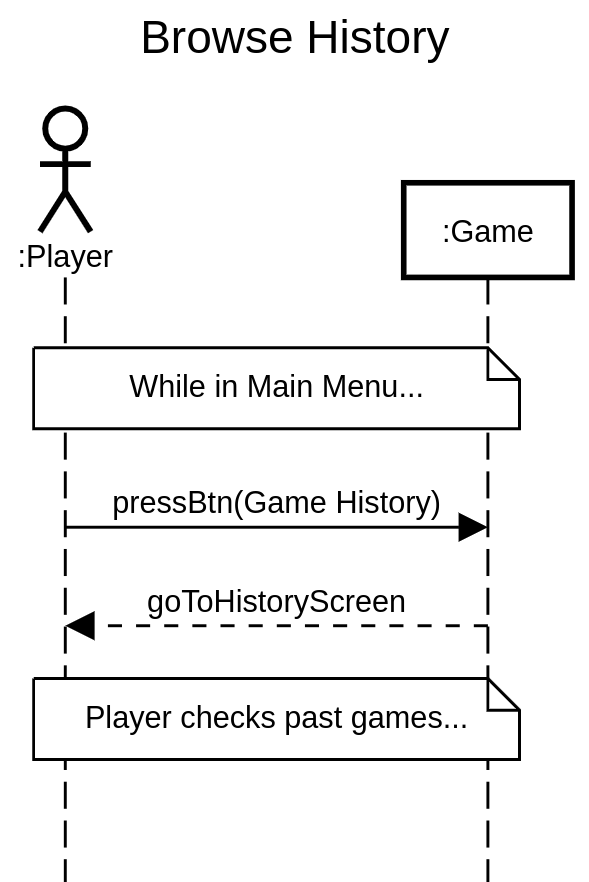 Browse History
:Player
:Game
While in Main Menu...
pressBtn(Game History)
goToHistoryScreen
Player checks past games...